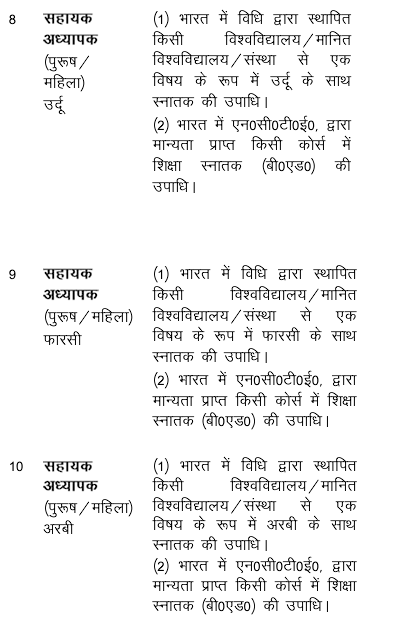 8 सहायक (1) भारत में विधि द्वारा स्थापित
अध्यापक किसी विश्वविद्यालय/मानित
(पुरूष/ विश्वविद्यालय/संस्था से एक
महिला) विषय के रूप में उर्दू के साथ
उर्दू स्नातक की उपाधि।
(2) भारत में एन0सी0टी0ई0, द्वारा
मान्यता प्राप्त किसी कोर्स में
शिक्षा स्नातक (बी0एड0) की
उपाधि।
9 सहायक (1) भारत में विधि द्वारा स्थापित
अध्यापक किसी विश्वविद्यालय/मानित
(पुरूष/महिला) विश्वविद्यालय/संस्था से एक
फारसी विषय के रूप में फारसी के साथ
स्नातक की उपाधि।
(2) भारत में एन0सी0टी0ई0, द्वारा
मान्यता प्राप्त किसी कोर्स में शिक्षा
स्नातक (बी0एड0) की उपाधि।
10 सहायक (1) भारत में विधि द्वारा स्थापित
अध्यापक किसी विश्वविद्यालय/मानित
(पुरूष/महिला) विश्वविद्यालय/संस्था से एक
अरबी विषय के रूप में अरबी के साथ
स्नातक की उपाधि।
(2) भारत में एन0सी0टी0ई0, द्वारा
मान्यता प्राप्त किसी कोर्स में शिक्षा
स्नातक (बी0एड0) की उपाधि।